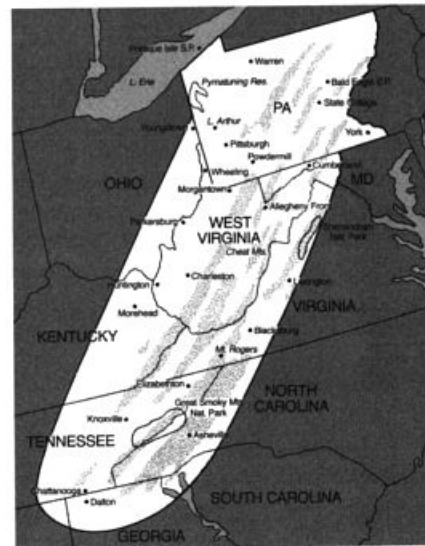 Presque Isle S.P.
Warren
L. Erie
Pymatuning Res.
Bald Eagle S.P.
PA
State College
L. Arthur
Youngstown
York
Pittsburgh
Powdermill
Wheeling
Cumberland
OHIO
MD
Morgantown
Allegheny Front
Parkersburg
WEST
VIRGINIA
Shenandoah
Nat. Park
Cheat Mts.
Charleston
Huntington
Lexington
VIRGINIA
Morehead
KENTUCKY
Blacksburg
Mt. Rogers
Elizabethton
NORTH
CAROLINA
Great Smoky Mts.
Nat. Park
Knoxville
TENNESSEE
Asheville
Chattanooga
Dalton
SOUTH CAROLINA
GEORGIA